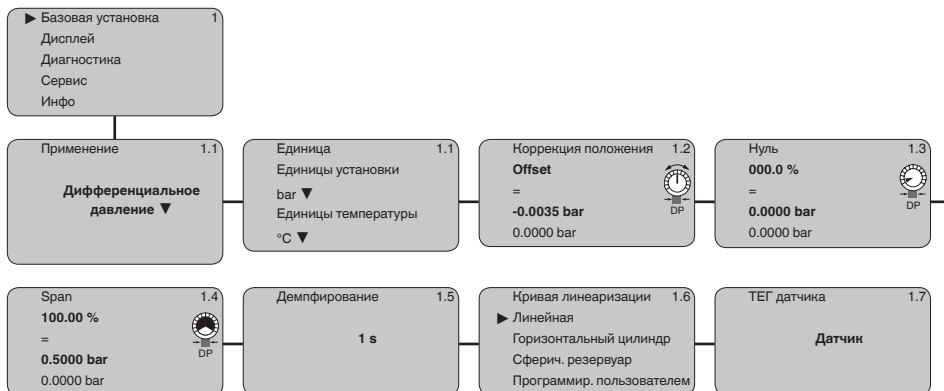 ▶ Базовая установка 1
Дисплей
Диагностика
Сервис
Инфо
Применение 1.1
Дифференциальное
давление ▼
Единица 1.1
Единицы установки
bar ▼
Единицы температуры
°C ▼
Коррекция положения 1.2
Offset
=
-0.0035 bar
0.0000 bar
DP
Нуль 1.3
000.0 %
=
0.0000 bar
0.0000 bar
DP
Span 1.4
100.00 %
=
0.5000 bar
0.0000 bar
DP
Демпфирование 1.5
1 s
Кривая линеаризации 1.6
▶ Линейная
Горизонтальный цилиндр
Сферич. резервуар
Программир. пользователем
ТЕГ датчика 1.7
Датчик